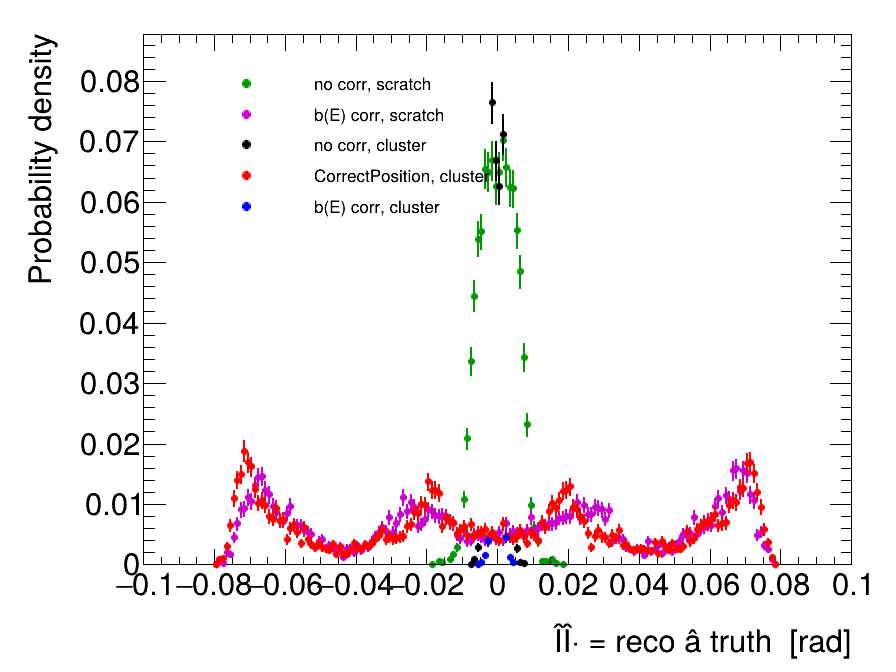 Probability density
0.08
0.07
0.06
0.05
0.04
0.03
0.02
0.01
0
no corr, scratch
b(E) corr, scratch
no corr, cluster
CorrectPosition, cluster
b(E) corr, cluster
−0.1 −0.08 −0.06 −0.04 −0.02 0 0.02 0.04 0.06 0.08 0.1
ÎÎ· = reco â truth [rad]